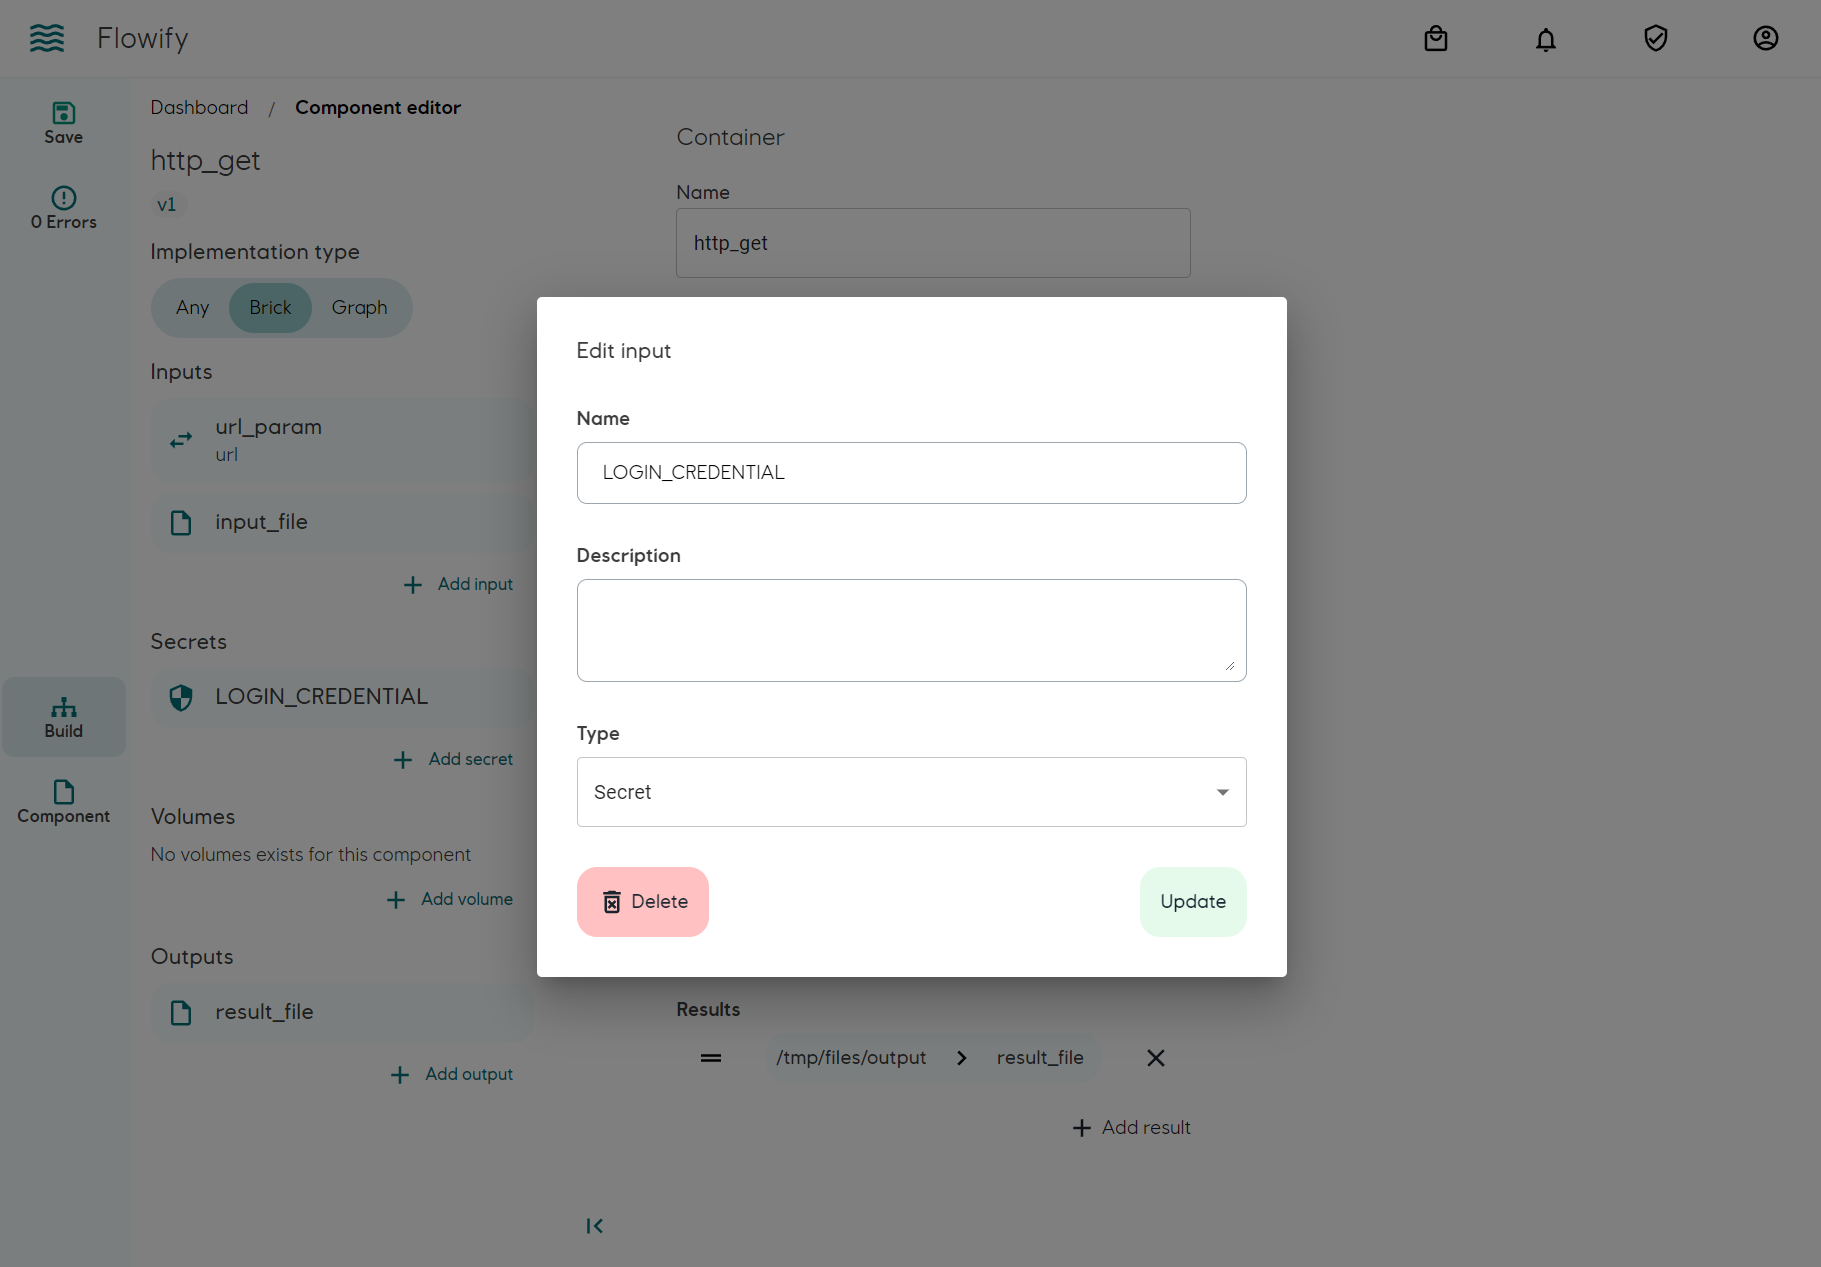 Flowify
Save
0 Errors
Build
Component
Dashboard / Component editor
http_get
v1
Implementation type
Any Brick Graph
Inputs
url_param
url
input_file
Add input
Secrets
LOGIN_CREDENTIAL
Add secret
Volumes
No volumes exists for this component
Add volume
Outputs
result_file
Add output
Container
Name
http_get
Edit input
Name
LOGIN_CREDENTIAL
Description
Type
Secret
Delete
Update
Results
/tmp/files/output result_file
Add result